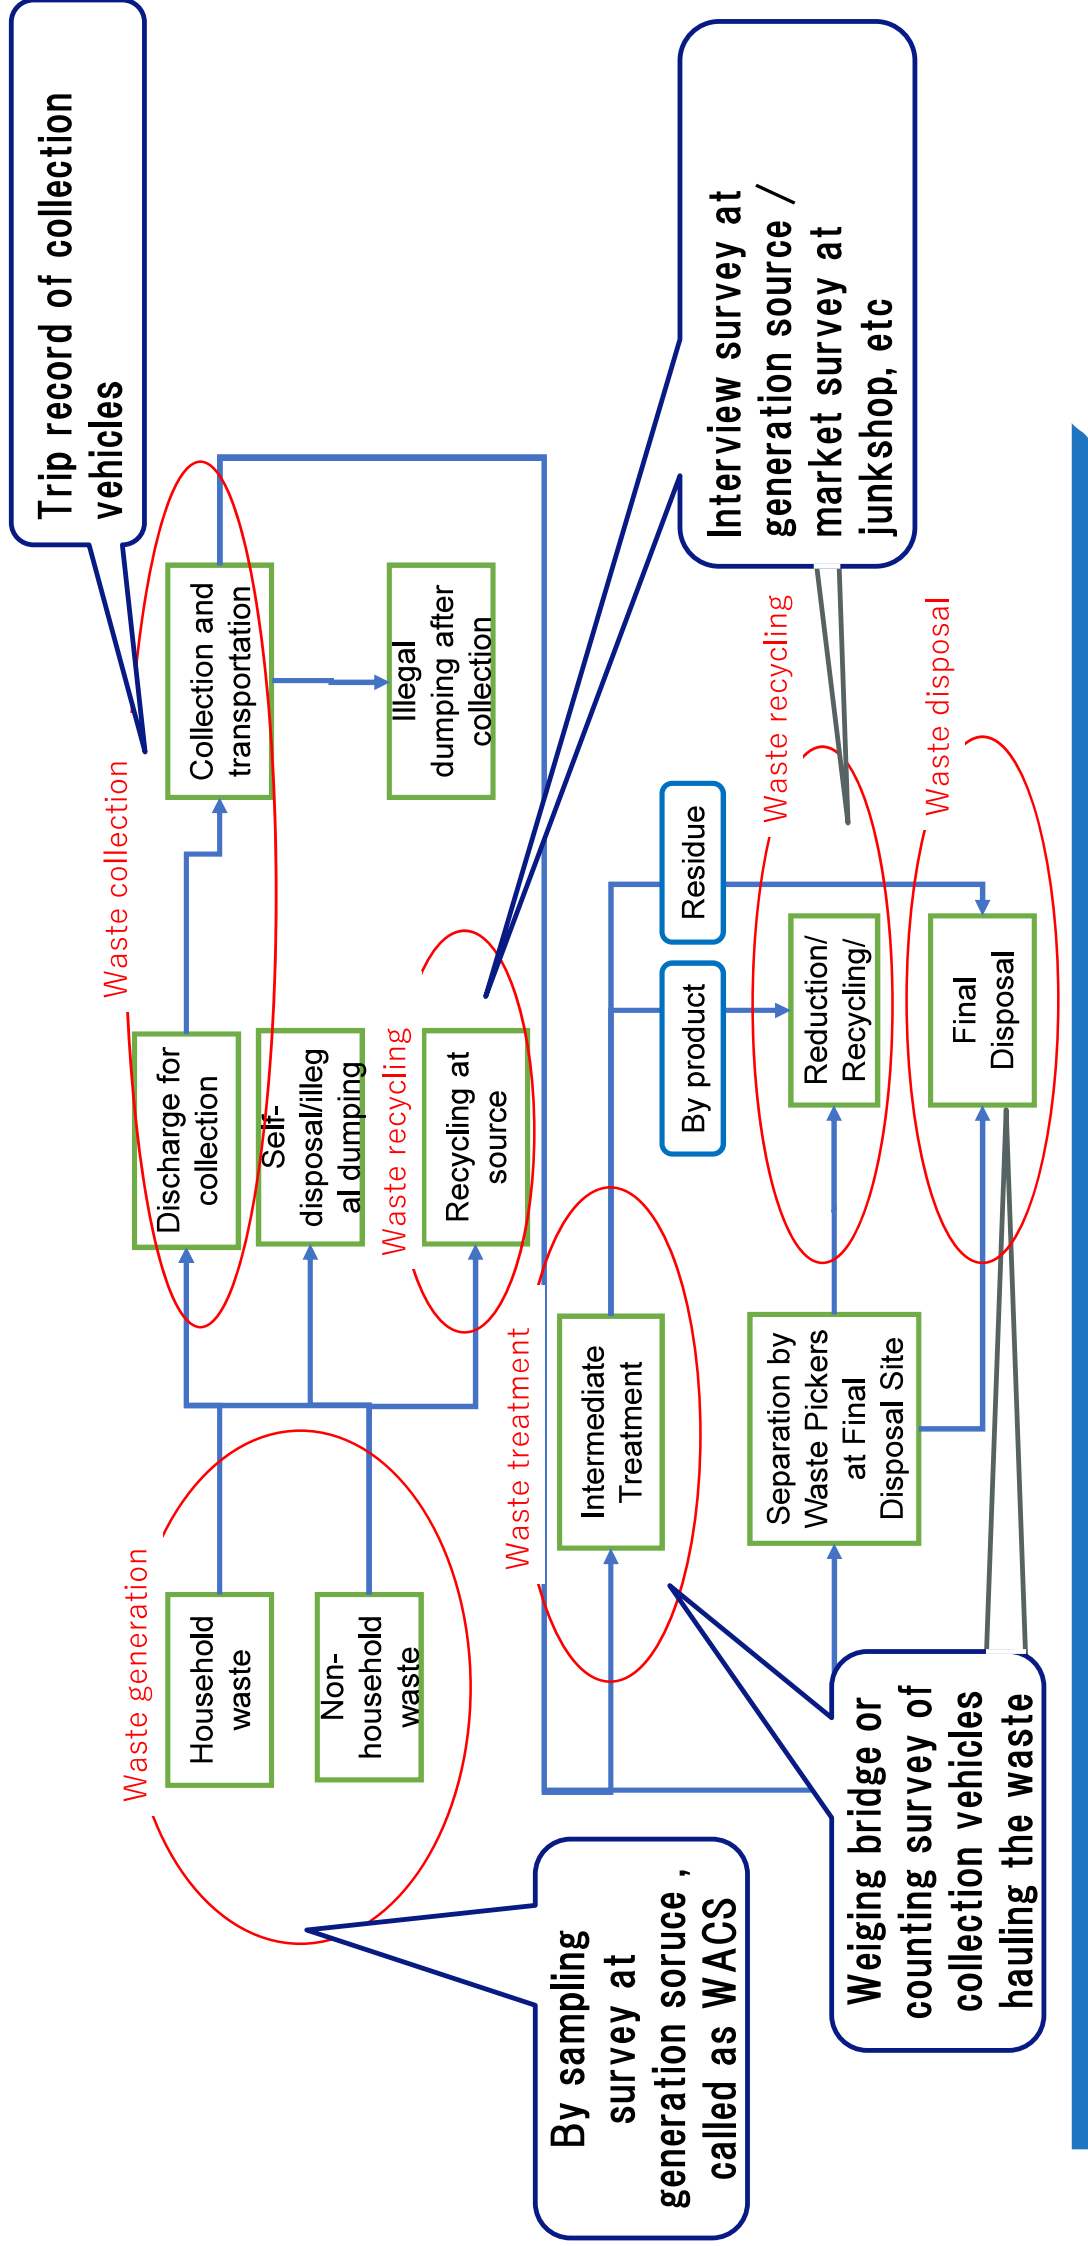 Trip record of collection
vehicles
Waste collection
Waste generation
Household
waste
Non-
household
waste
Discharge for
collection
Self-
disposal/illeg
al dumping
Waste recycling
Recycling at
source
Collection and
transportation
Illegal
dumping after
collection
Waste treatment
Intermediate
Treatment
By product
Residue
Waste recycling
Reduction/
Recycling/
Separation by
Waste Pickers
at Final
Disposal Site
Waste disposal
Final
Disposal
By sampling
survey at
generation soruce ,
called as WACS
Weiging bridge or
counting survey of
collection vehicles
hauling the waste
Interview survey at
generation source /
market survey at
junkshop, etc